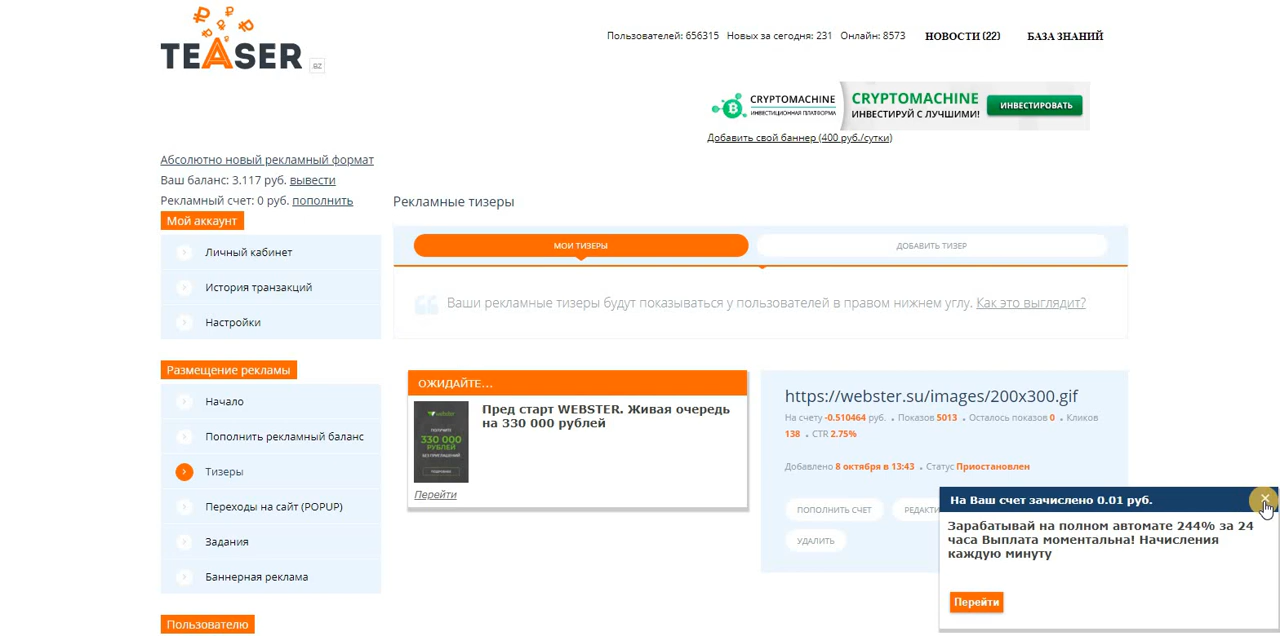 TEASER
.BZ
Пользователей: 656315 Новых за сегодня: 231 Онлайн: 8573 НОВОСТИ (22) БАЗА ЗНАНИЙ
CRYPTOMACHINE
ИНВЕСТИЦИОННАЯ ПЛАТФОРМА
CRYPTOMACHINE
ИНВЕСТИРУЙ С ЛУЧШИМИ!
ИНВЕСТИРОВАТЬ
Добавить свой баннер (400 руб./сутки)
Абсолютно новый рекламный формат
Ваш баланс: 3.117 руб. вывести
Рекламный счет: 0 руб. пополнить
Мой аккаунт
Личный кабинет
История транзакций
Настройки
Размещение рекламы
Начало
Пополнить рекламный баланс
Тизеры
Переходы на сайт (POPUP)
Задания
Баннерная реклама
Пользователю
Рекламные тизеры
МОИ ТИЗЕРЫ
ДОБАВИТЬ ТИЗЕР
Ваши рекламные тизеры будут показываться у пользователей в правом нижнем углу. Как это выглядит?
ОЖИДАЙТЕ...
webster
ПОЛУЧИТЕ
330 000
РУБЛЕЙ
БЕЗ ПРИГЛАШЕНИЙ
Пред старт WEBSTER. Живая очередь
на 330 000 рублей
Перейти
https://webster.su/images/200x300.gif
На счету -0.510464 руб. Показов 5013 Осталось показов 0 Кликов
138 CTR 2.75%
Добавлено 8 октября в 13:43 Статус Приостановлен
ПОПОЛНИТЬ СЧЕТ
РЕДАКТИ
УДАЛИТЬ
На Ваш счет зачислено 0.01 руб.
Зарабатывай на полном автомате 244% за 24
часа Выплата моментальна! Начисления
каждую минуту
Перейти